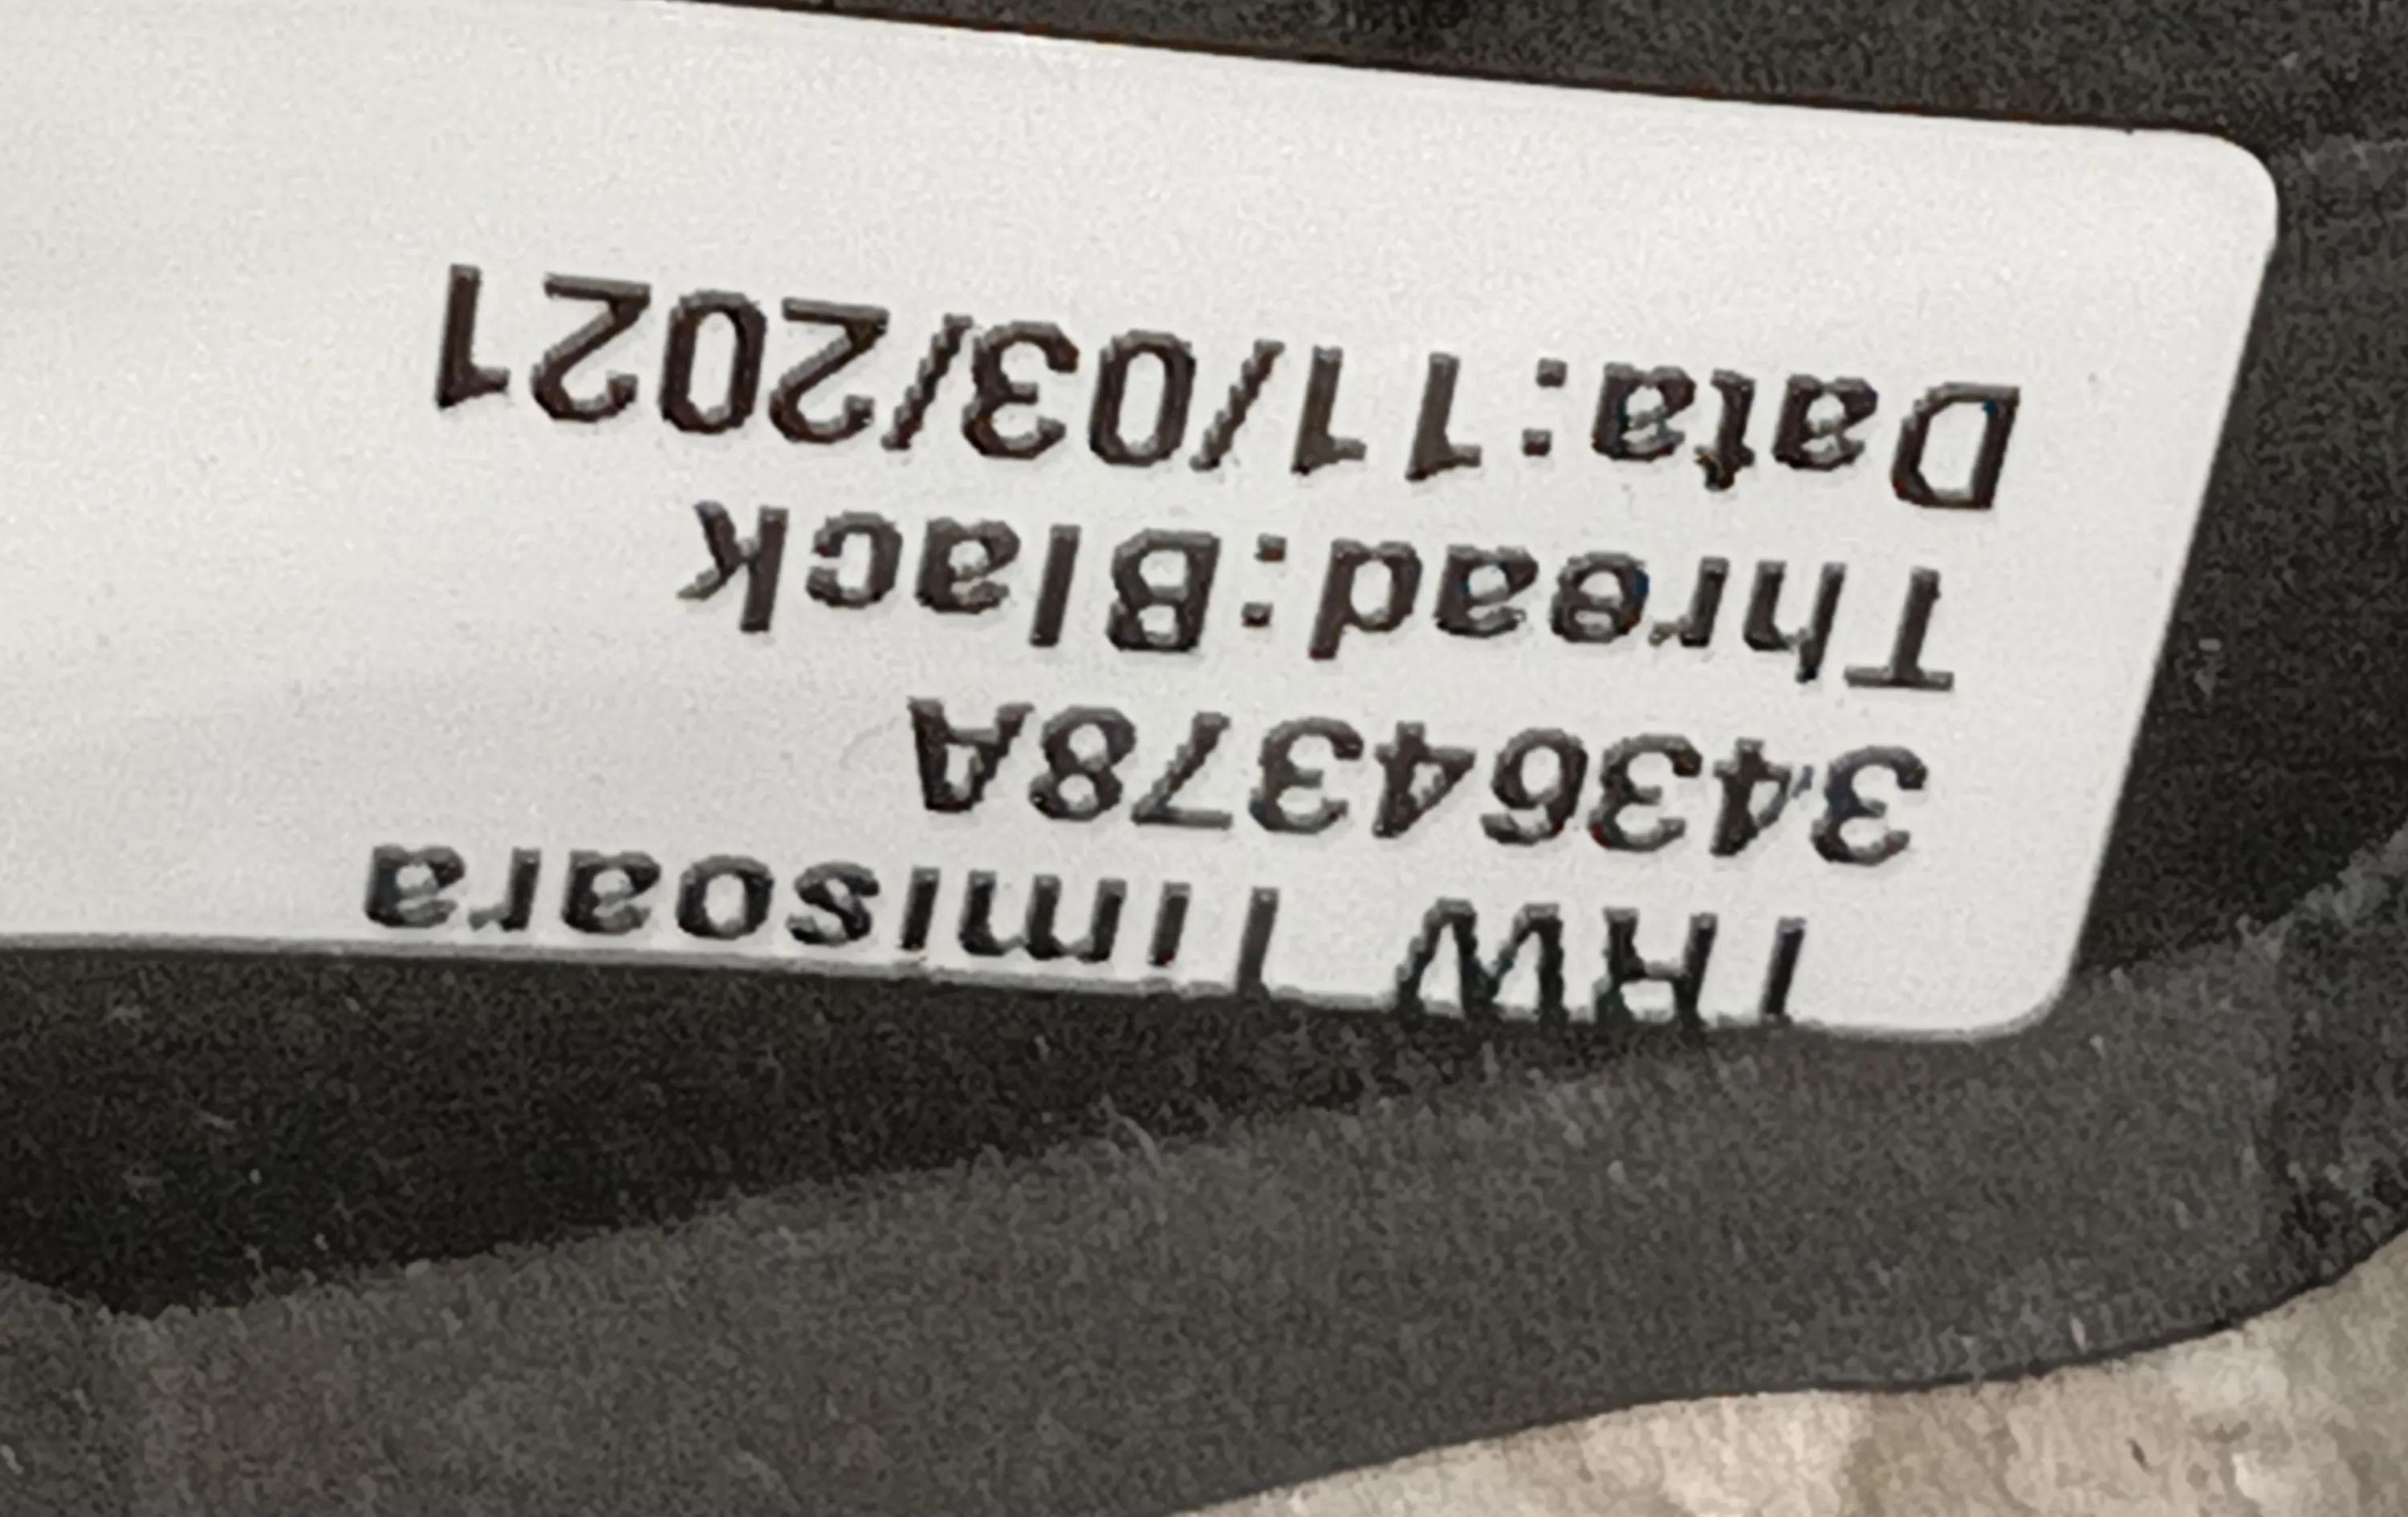 TRW Timisoara
34364378A
Thread:Black
Data:11/03/2021